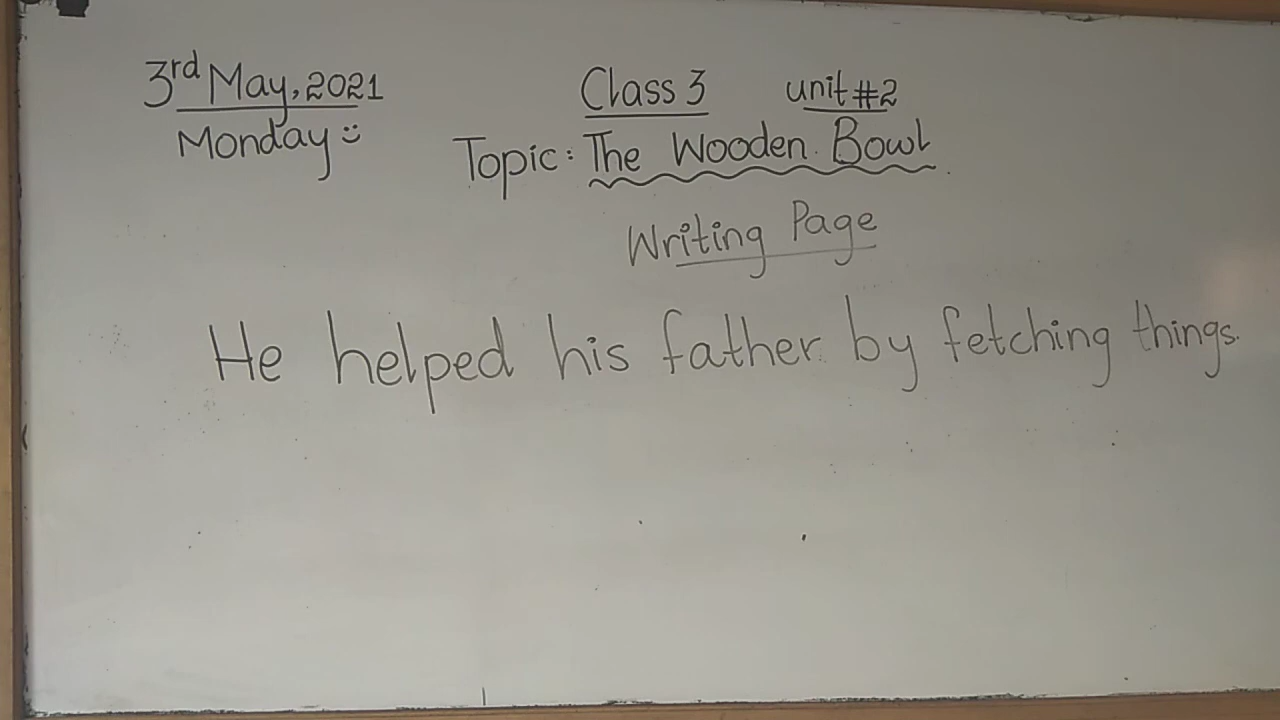 3rd May, 2021
Monday
Class 3
unit #2
Topic: The Wooden Bowl.
Writing Page
He helped his father by fetching things.